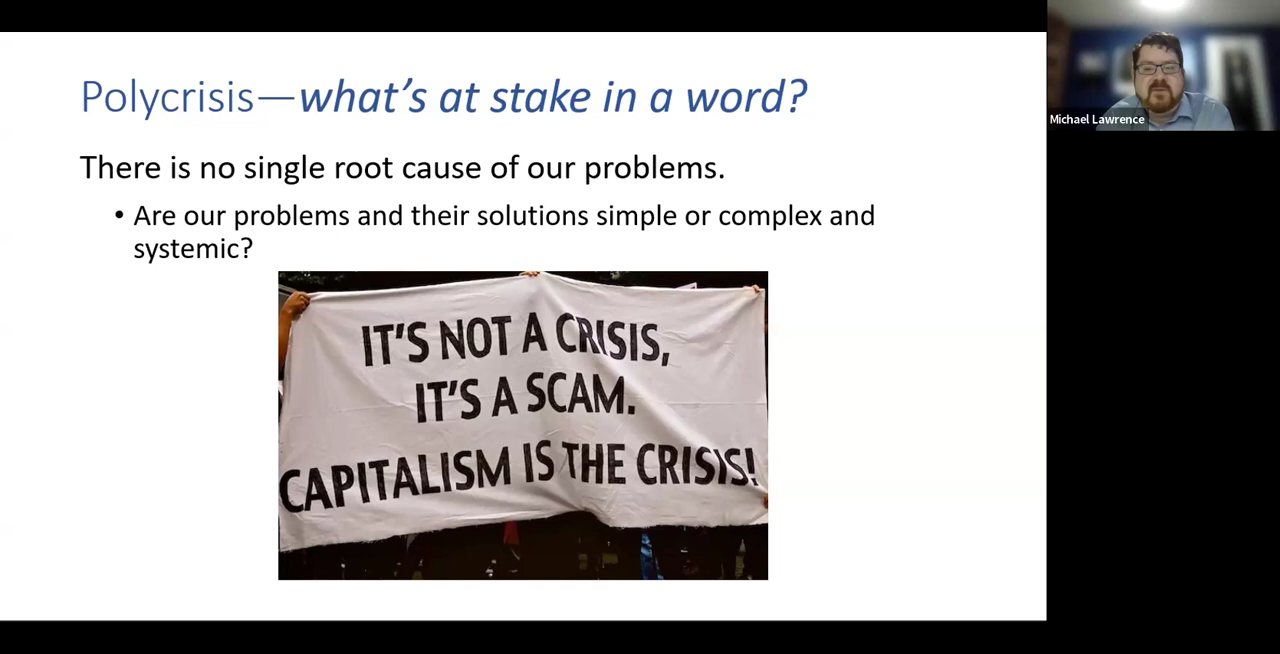 Polycrisis—what's at stake in a word?
There is no single root cause of our problems.
• Are our problems and their solutions simple or complex and
systemic?
IT'S NOT A CRISIS,
IT'S A SCAM.
CAPITALISM IS THE CRISIS!
Michael Lawrence